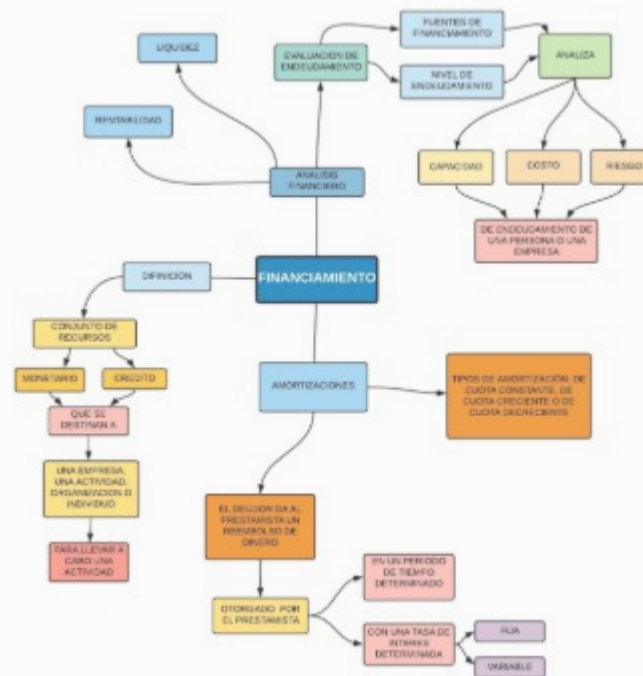 LIQUIDEZ
RENTABILIDAD
EVALUACION DE
ENDEUDAMIENTO
FUENTES DE
FINANCIAMIENTO
NIVEL DE
ENDEUDAMIENTO
ANALIZA
CAPACIDAD
COSTO
RIESGO
DE ENDEUDAMIENTO DE
UNA PERSONA O UNA
EMPRESA
ANALISIS
FINANCIERO
FINANCIAMIENTO
DIFINICIÓN
CONJUNTO DE
RECURSOS
MONETARIO
CREDITO
QUE SE
DESTINAN A
UNA EMPRESA,
UNA ACTIVIDAD,
ORGANIZACION O
INDIVIDUO
PARA LLEVAR A
CABO UNA
ACTIVIDAD
AMORTIZACIONES
TIPOS DE AMORTIZACIÓN: DE
CUOTA CONSTANTE, DE
CUOTA CRECIENTE O DE
CUOTA DECRECIENTE
EL DEUDOR DA AL
PRESTAMISTA UN
REEMBOLSO DE
DINERO
OTORGADO POR
EL PRESTAMISTA
EN UN PERIODO
DE TIEMPO
DETERMINADO
CON UNA TASA DE
INTERES
DETERMINADA
FIJA
VARIABLE